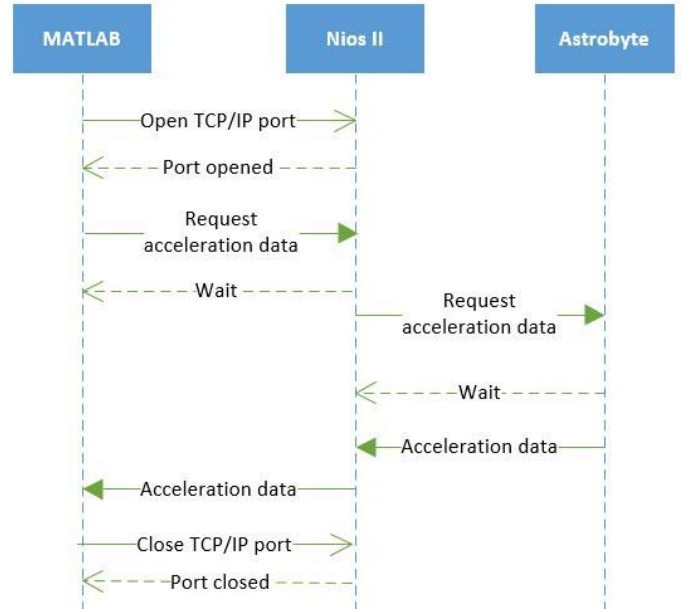 MATLAB
Nios II
Astrobyte
Open TCP/IP port
Port opened
Request
acceleration data
Wait
Request
acceleration data
Wait
Acceleration data
Acceleration data
Close TCP/IP port
Port closed